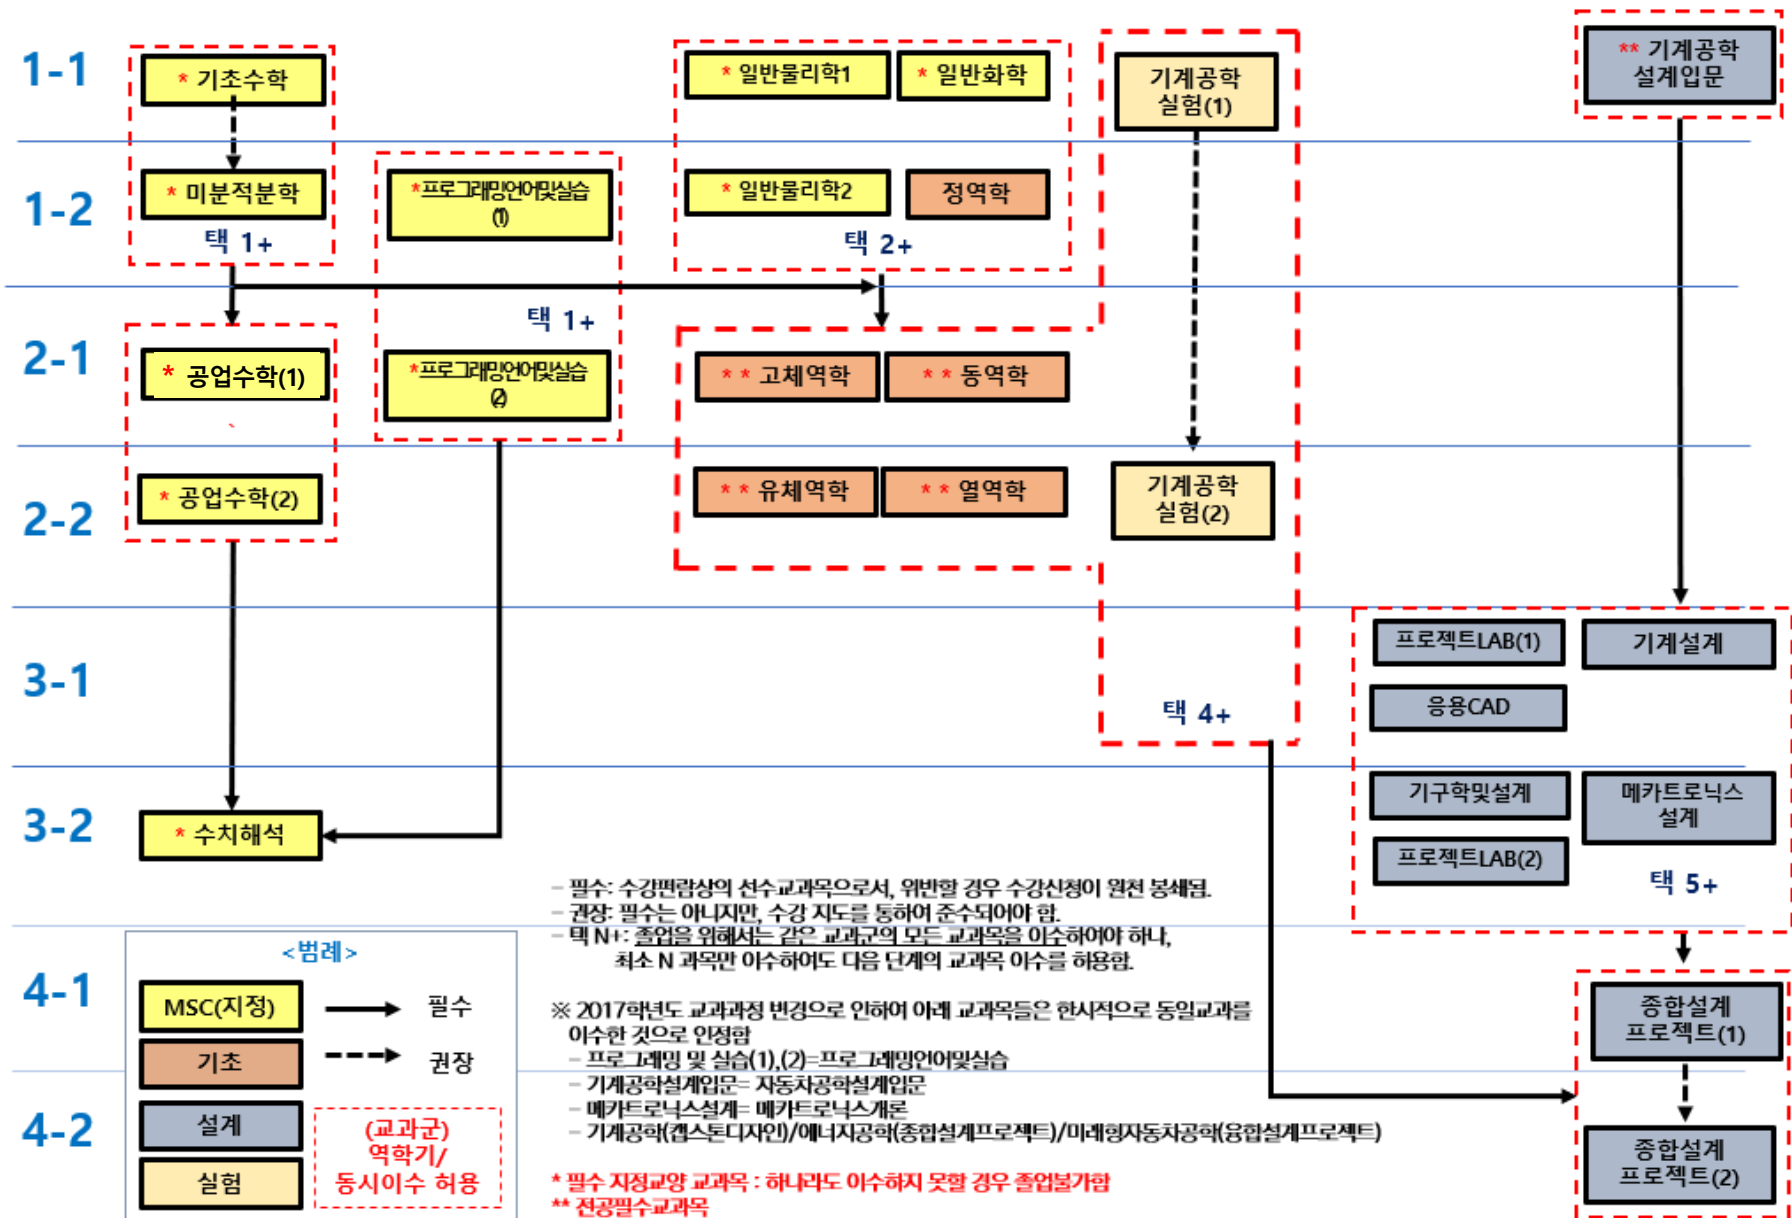 1-1
* 기초수학
* 일반물리학1
* 일반화학
기계공학
실험(1)
** 기계공학
설계입문
1-2
* 미분적분학
*프로그래밍언어및실습
(1)
* 일반물리학2
정역학
택 1+
택 2+
2-1
택 1+
* 공업수학(1)
*프로그래밍언어및실습
(2)
* * 고체역학
* * 동역학
2-2
* 공업수학(2)
* * 유체역학
* * 열역학
기계공학
실험(2)
3-1
프로젝트LAB(1)
기계설계
응용CAD
택 4+
3-2
* 수치해석
기구학및설계
메카트로닉스
설계
프로젝트LAB(2)
택 5+
- 필수: 수강편람상의 선수교과목으로서, 위반할 경우 수강신청이 원천 봉쇄됨.
- 권장: 필수는 아니지만, 수강 지도를 통하여 준수되어야 함.
- 택 N+: 졸업을 위해서는 같은 교과군의 모든 교과목을 이수하여야 하나,
최소 N 과목만 이수하여도 다음 단계의 교과목 이수를 허용함.
4-1
<범례>
MSC(지정)
필수
기초
권장
설계
실험
(교과군)
역학기/
동시이수 허용
※ 2017학년도 교과과정 변경으로 인하여 아래 교과목들은 한시적으로 동일교과를
이수한 것으로 인정함
- 프로그래밍 및 실습(1),(2)=프로그래밍언어및실습
- 기계공학설계입문= 자동차공학설계입문
- 메카트로닉스설계= 메카트로닉스개론
- 기계공학(캡스톤디자인)/에너지공학(종합설계프로젝트)/미래형자동차공학(융합설계프로젝트)
종합설계
프로젝트(1)
4-2
종합설계
프로젝트(2)
* 필수 지정교양 교과목 : 하나라도 이수하지 못할 경우 졸업불가함
** 전공필수교과목